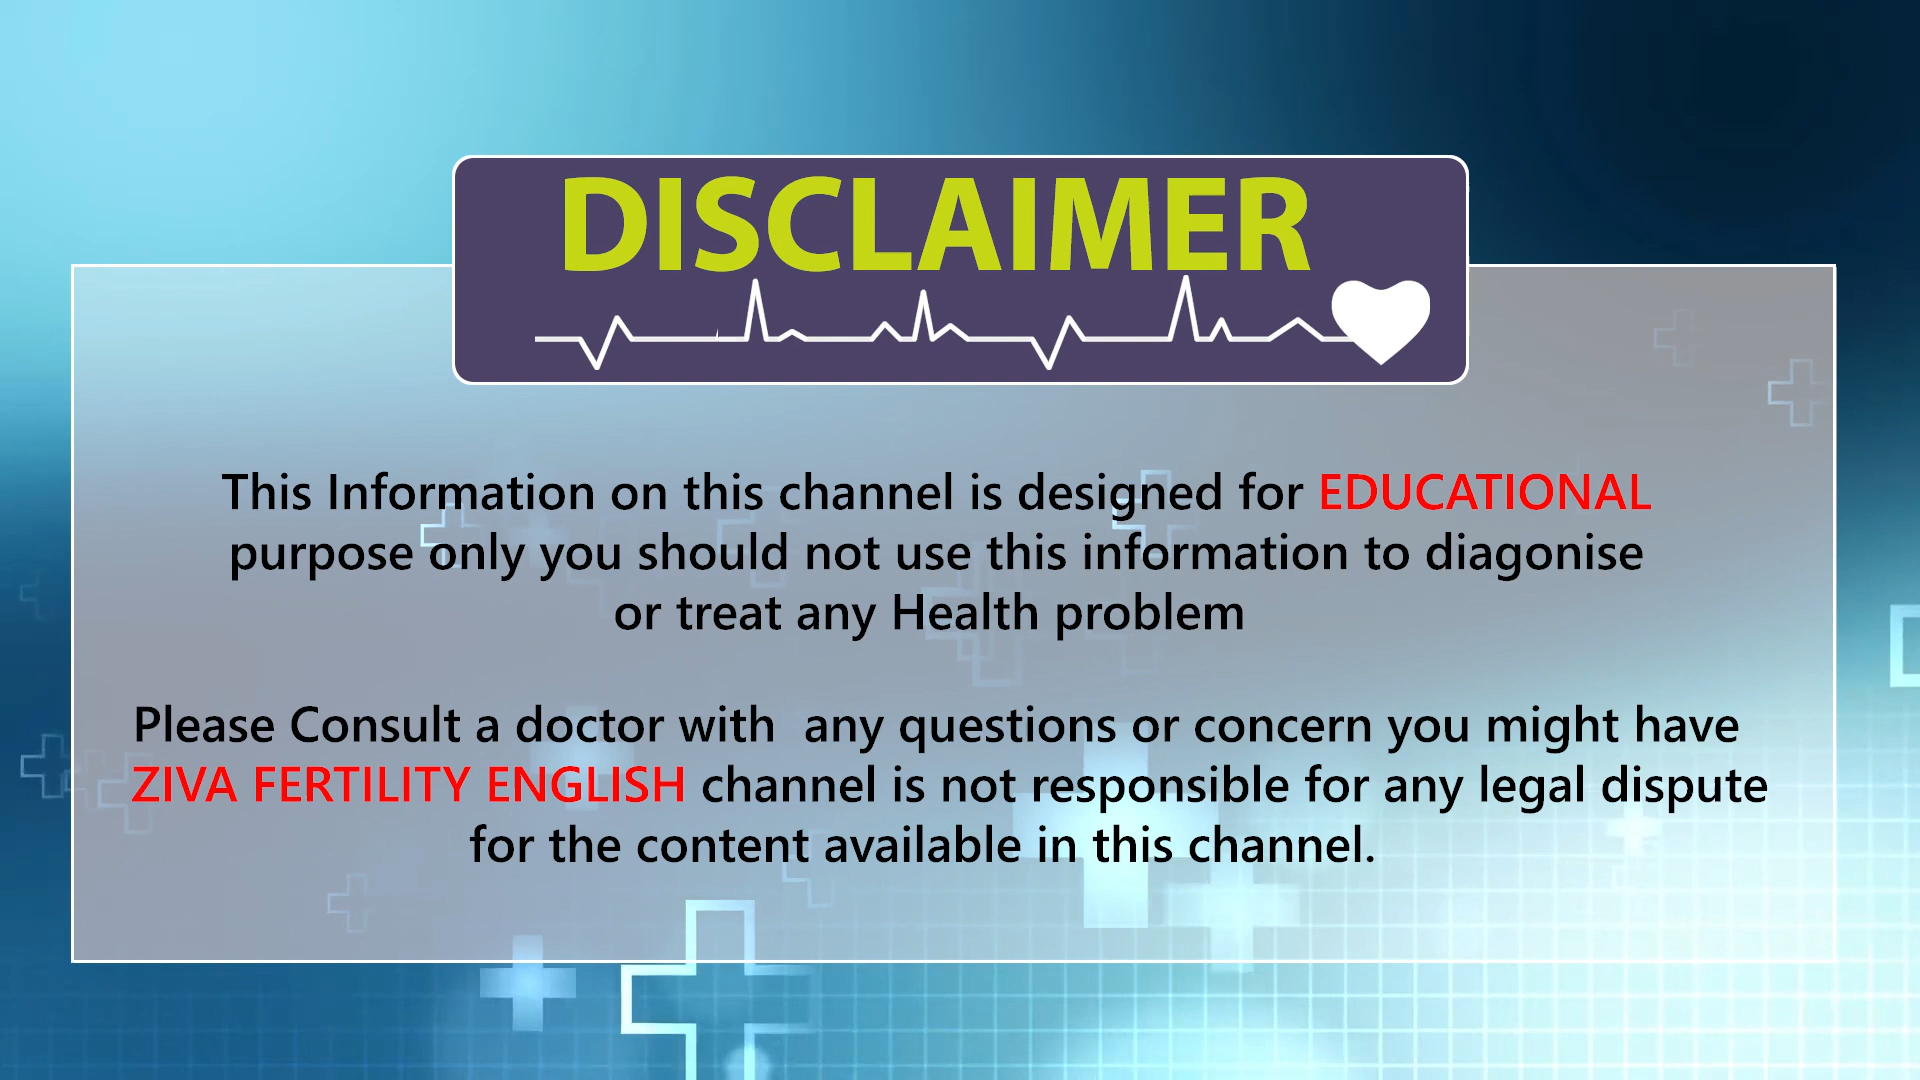 DISCLAIMER
This Information on this channel is designed for EDUCATIONAL
purpose only you should not use this information to diagonise
or treat any Health problem
Please Consult a doctor with  any questions or concern you might have
ZIVA FERTILITY ENGLISH channel is not responsible for any legal dispute
for the content available in this channel.